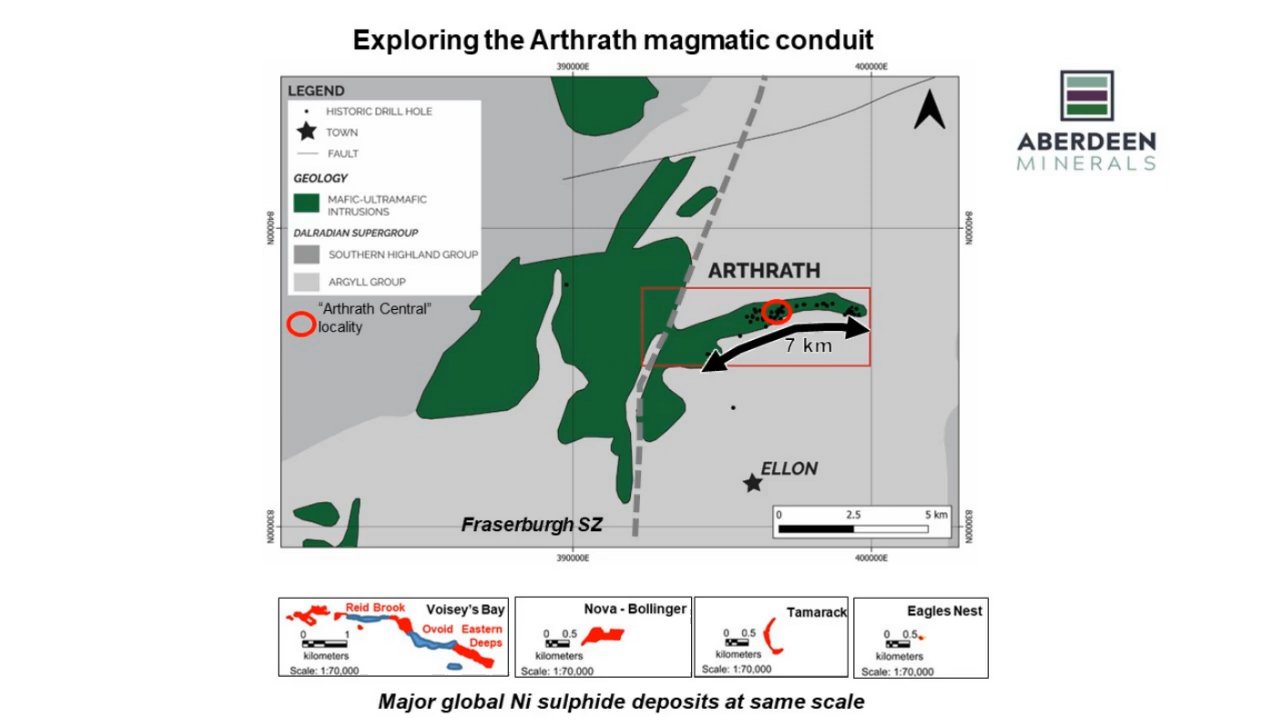 Exploring the Arthrath magmatic conduit
390000E
400000E
LEGEND
HISTORIC DRILL HOLE
TOWN
FAULT
GEOLOGY
MAFIC-ULTRAMAFIC
INTRUSIONS
DALRADIAN SUPERGROUP
SOUTHERN HIGHLAND GROUP
ARGYLL GROUP
"Arthrath Central"
locality
ABERDEEN
MINERALS
840000N
840000N
ARTHRATH
7 km
ELLON
Fraserburgh SZ
0 2.5 5 km
830000N
830000N
390000E
400000E
Reid Brook
Voisey's Bay
Ovoid Eastern
Deeps
0 1
kilometers
Scale: 1:70,000
Nova - Bollinger
0 0.5
kilometers
Scale: 1:70,000
Tamarack
0 0.5
kilometers
Scale: 1:70,000
Eagles Nest
0 0.5
kilometers
Scale: 1:70,000
Major global Ni sulphide deposits at same scale